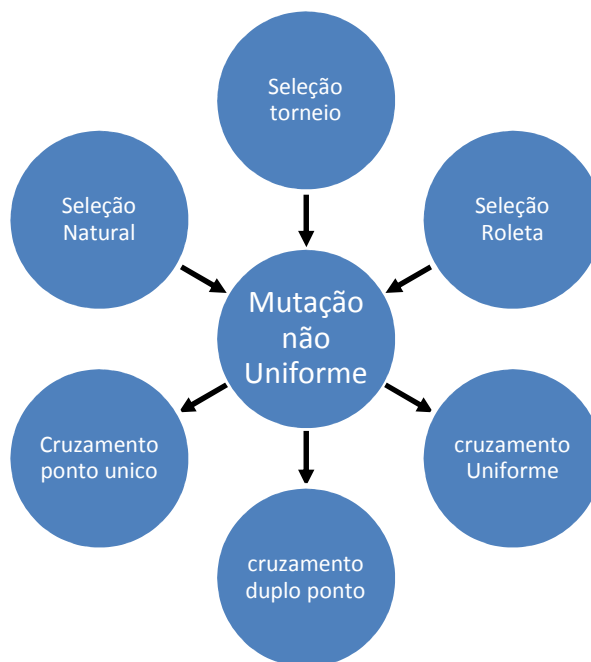 Seleção
torneio
Seleção
Natural
Seleção
Roleta
Mutação
não
Uniforme
Cruzamento
ponto unico
cruzamento
Uniforme
cruzamento
duplo ponto